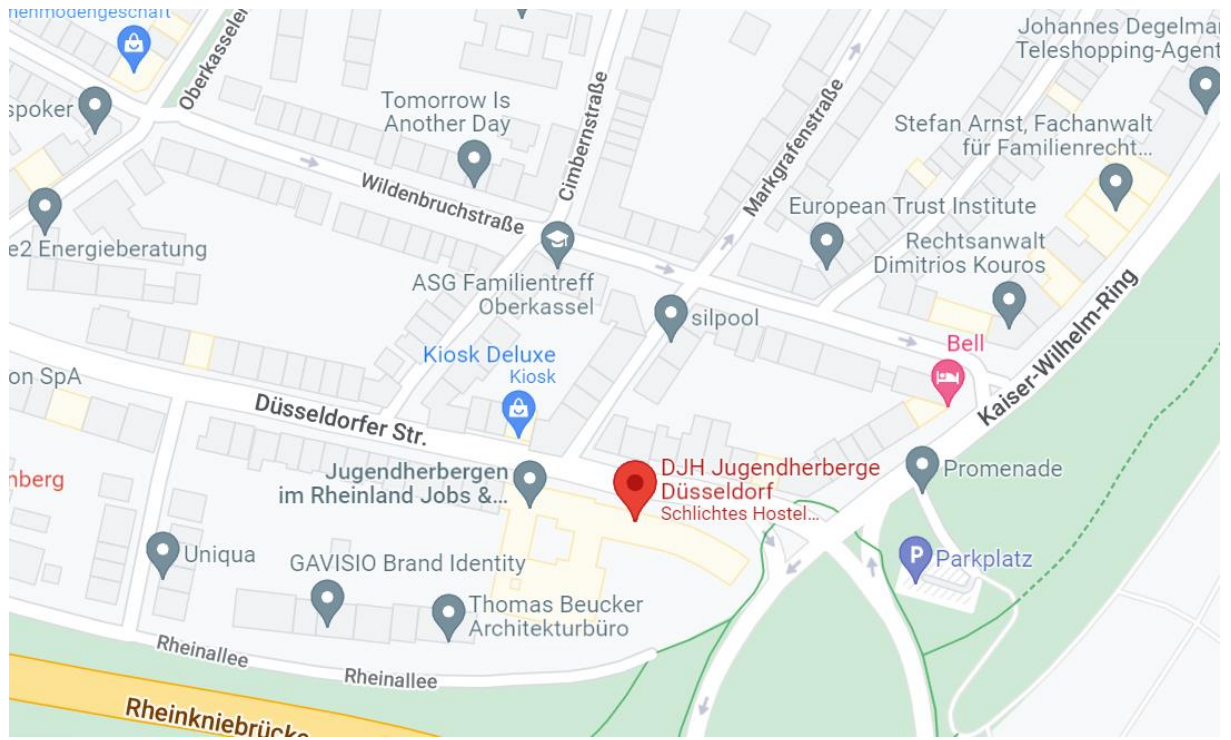 nenmodengeschäft
Oberkasseler
spoker
Tomorrow Is
Another Day
Cimbernstraße
Markgrafenstraße
Johannes Degelmar
Teleshopping-Agent
Stefan Arnst, Fachanwalt
für Familienrecht...
Wildenbruchstraße
European Trust Institute
e2 Energieberatung
Rechtsanwalt
Dimitrios Kouros
ASG Familientreff
Oberkassel
silpool
Kaiser-Wilhelm-Ring
Bell
Kiosk Deluxe
Kiosk
on SpA
Düsseldorfer Str.
Jugendherbergen
im Rheinland Jobs &...
DJH Jugendherberge
Düsseldorf
Schlichtes Hostel...
Promenade
nberg
Uniqua
GAVISIO Brand Identity
P
Parkplatz
Thomas Beucker
Architekturbüro
Rheinallee
Rheinallee
Rheinkniebrücke